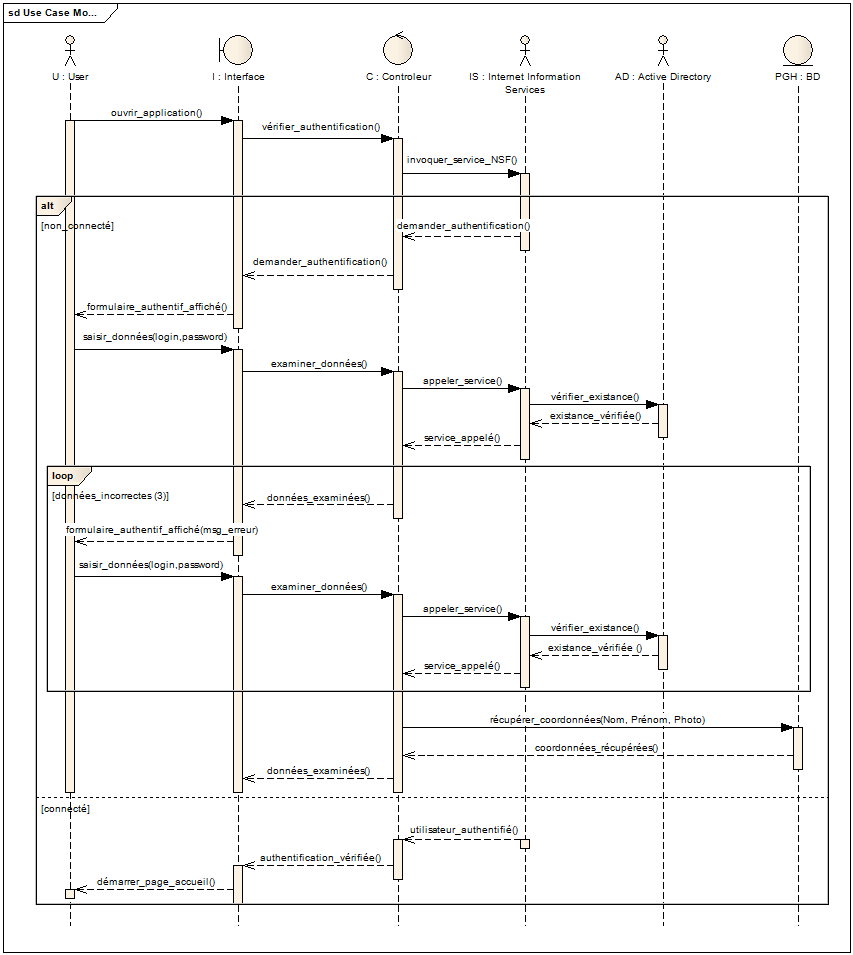 sd Use Case Mo...
U : User
I : Interface
C : Controleur
IS : Internet Information
Services
AD : Active Directory
PGH : BD
ouvrir_application()
vérifier_authentification()
invoquer_service_NSF()
alt
[non_connecté]
demander_authentification()
demander_authentification()
formulaire_authentif_affiché()
saisir_données(login,password)
examiner_données()
appeler_service()
vérifier_existance()
existance_vérifiée()
service_appelé()
loop
[données_incorrectes (3)]
données_examinées()
formulaire_authentif_affiché(msg_erreur)
saisir_données(login,password)
examiner_données()
appeler_service()
vérifier_existance()
existance_vérifiée ()
service_appelé()
récupérer_coordonnées(Nom, Prénom, Photo)
coordonnées_récupérées()
données_examinées()
[connecté]
utilisateur_authentifié()
authentification_vérifiée()
démarrer_page_accueil()